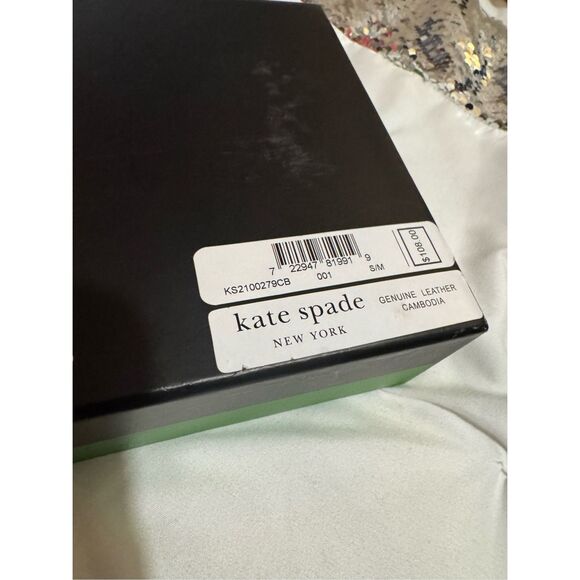 7 22947 81991 9
KS2100279CB 001 S/M
$108.00
kate spade
NEW YORK
GENUINE LEATHER
CAMBODIA